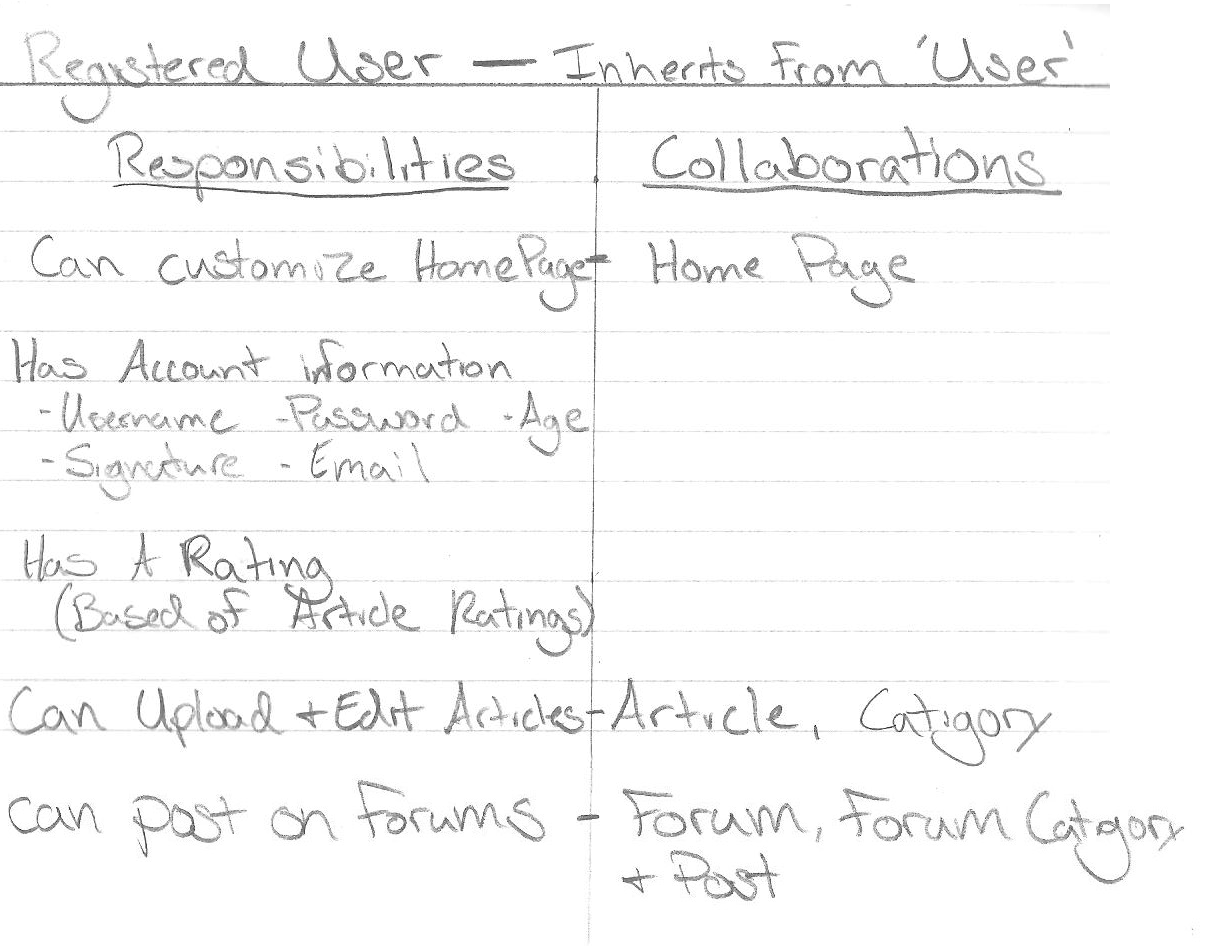 Registered User — Inherits From 'User'
Responsibilities Collaborations
Can customize HomePage - Home Page
Has Account information
- Username - Password - Age
- Signature - Email
Has A Rating
(Based of Article Ratings)
Can Upload + Edit Articles - Article, Catigory
Can post on Forums - Forum, Forum Catgory
+ Post